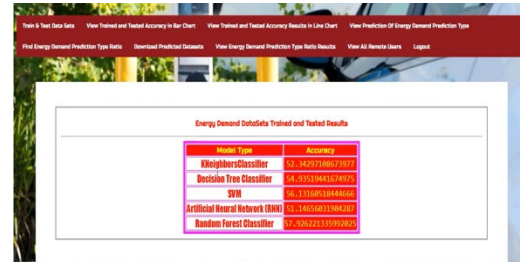 Train & Test Data Sets View Trained and Tested Accuracy in Bar Chart View Trained and Tested Accuracy Results in Line Chart View Prediction Of Energy Demand Prediction Type
Find Energy Demand Prediction Type Ratio Download Predicted Datasets View Energy Demand Prediction Type Ratio Results View All Remote Users Logout
Energy Demand DataSets Trained and Tested Results
Model Type Accuracy
KNeighborsClassifier 52.34297108673977
Decision Tree Classifier 54.93519441674975
SVM 56.13160518444666
Artificial Neural Network (RNN) 51.14656031904287
Random Forest Classifier 57.926221335992025